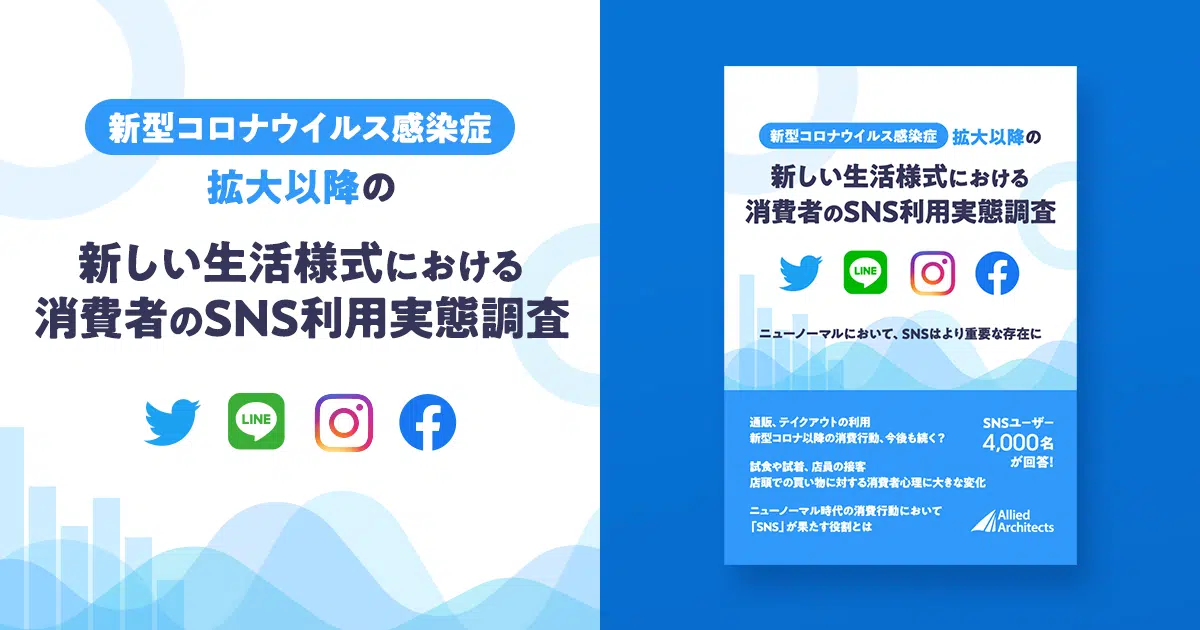 新型コロナウイルス感染症
拡大以降の
新しい生活様式における
消費者のSNS利用実態調査
LINE
新型コロナウイルス感染症 拡大以降の
新しい生活様式における
消費者のSNS利用実態調査
LINE
ニューノーマルにおいて、SNSはより重要な存在に
通販、テイクアウトの利用
新型コロナ以降の消費行動、今後も続く？
試食や試着、店員の接客
店頭での買い物に対する消費者心理に大きな変化
ニューノーマル時代の消費行動において
「SNS」が果たす役割とは
SNSユーザー
4,000名
が回答!
Allied
Architects